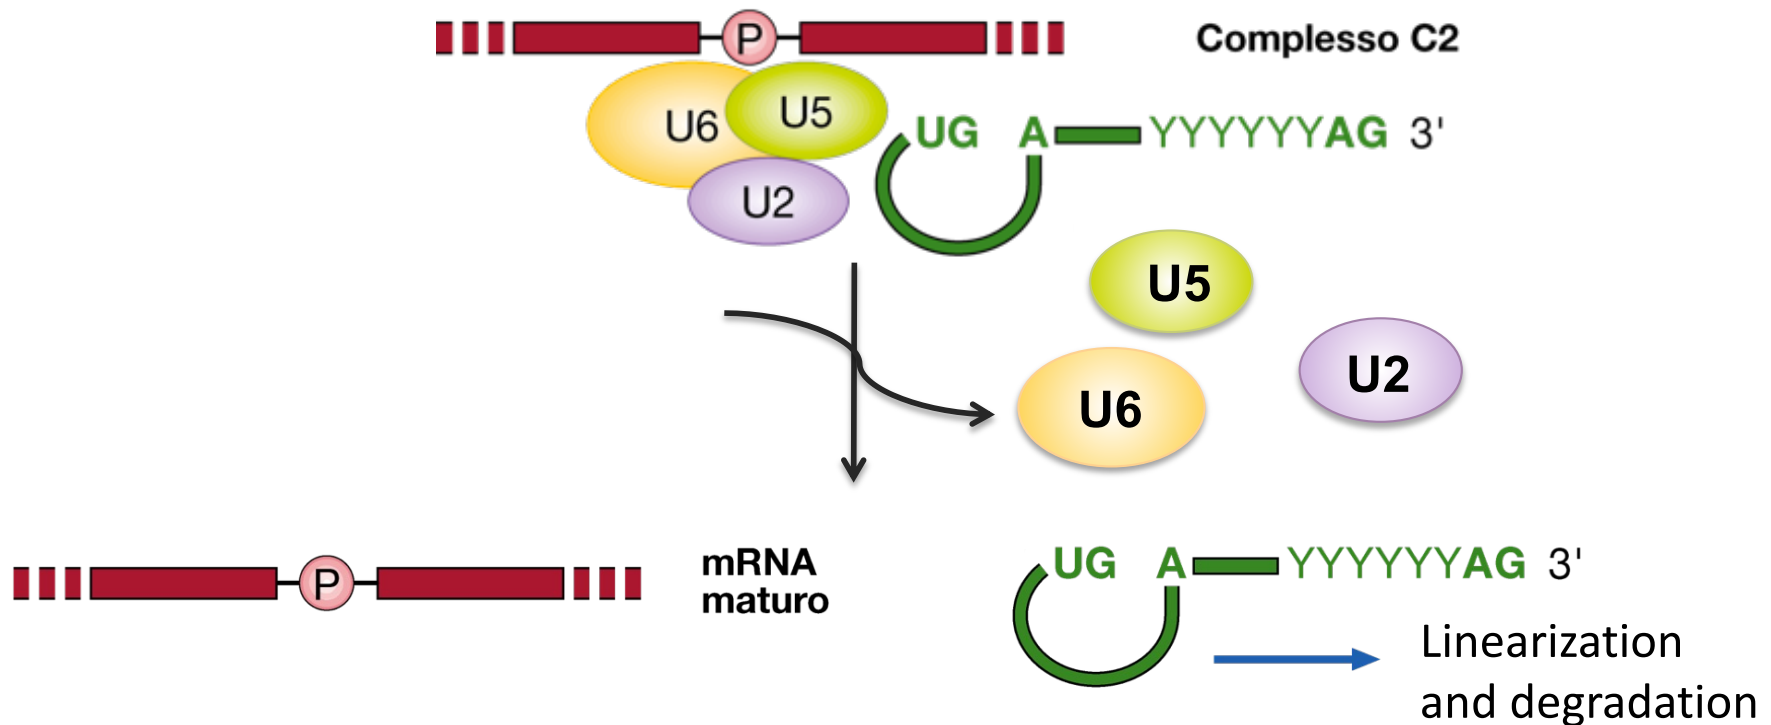 P
Complesso C2
U6
U5
U2
UG A YYYYYYAG 3'
U5
U2
U6
P
mRNA
maturo
UG A YYYYYYAG 3'
Linearization
and degradation